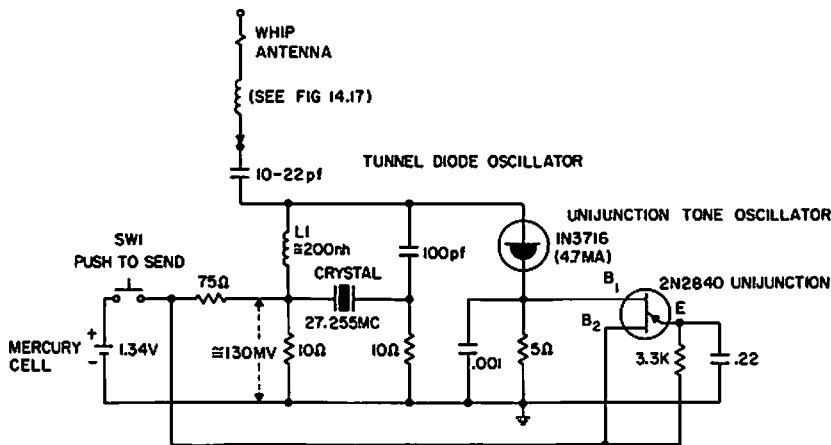 WHIP
ANTENNA
(SEE FIG 14.17)
10-22pf
TUNNEL DIODE OSCILLATOR
UNIJUNCTION TONE OSCILLATOR
SW1
PUSH TO SEND
L1
≅200nh
100pf
1N3716
(4.7MA)
75Ω
CRYSTAL
27.255MC
B1
2N2840 UNIJUNCTION
B2
E
MERCURY
CELL
+
-
1.34V
≅130MV
10Ω
10Ω
.001
5Ω
3.3K
.22